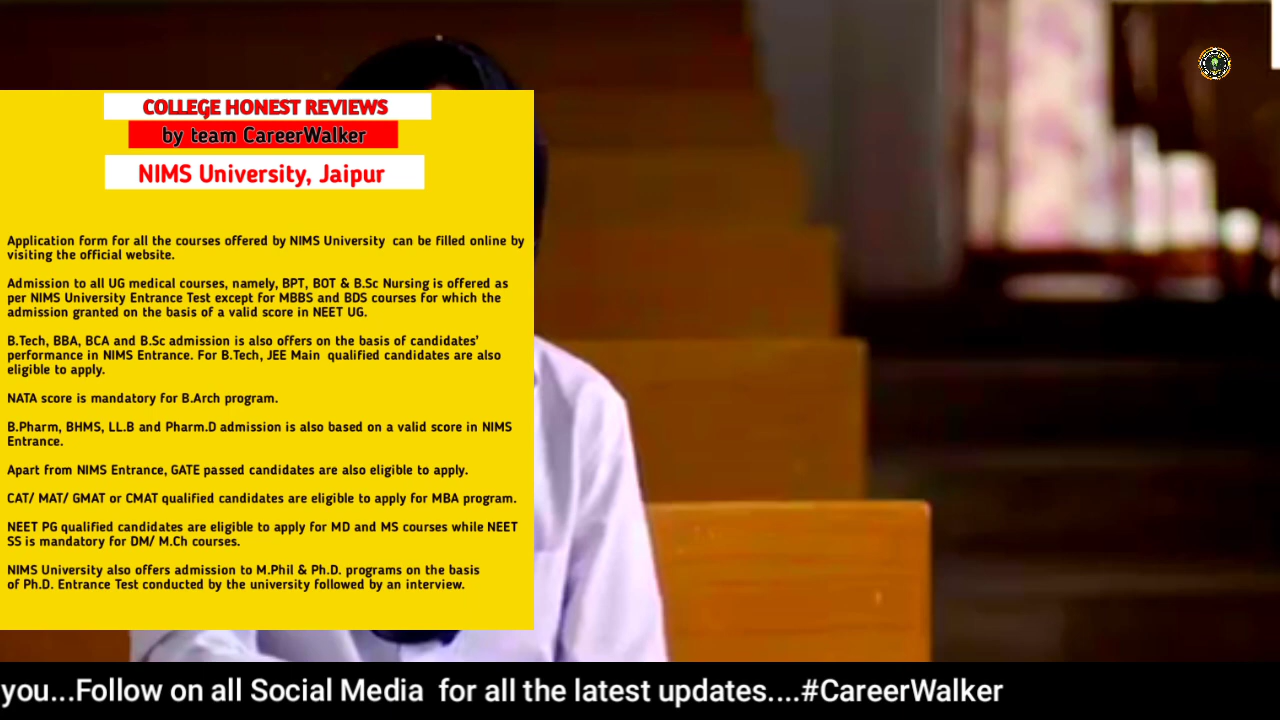 COLLEGE HONEST REVIEWS
by team CareerWalker
NIMS University, Jaipur
Application form for all the courses offered by NIMS University can be filled online by
visiting the official website.
Admission to all UG medical courses, namely, BPT, BOT & B.Sc Nursing is offered as
per NIMS University Entrance Test except for MBBS and BDS courses for which the
admission granted on the basis of a valid score in NEET UG.
B.Tech, BBA, BCA and B.Sc admission is also offers on the basis of candidates'
performance in NIMS Entrance. For B.Tech, JEE Main qualified candidates are also
eligible to apply.
NATA score is mandatory for B.Arch program.
B.Pharm, BHMS, LL.B and Pharm.D admission is also based on a valid score in NIMS
Entrance.
Apart from NIMS Entrance, GATE passed candidates are also eligible to apply.
CAT/ MAT/ GMAT or CMAT qualified candidates are eligible to apply for MBA program.
NEET PG qualified candidates are eligible to apply for MD and MS courses while NEET
SS is mandatory for DM/ M.Ch courses.
NIMS University also offers admission to M.Phil & Ph.D. programs on the basis
of Ph.D. Entrance Test conducted by the university followed by an interview.
you...Follow on all Social Media for all the latest updates....#CareerWalker